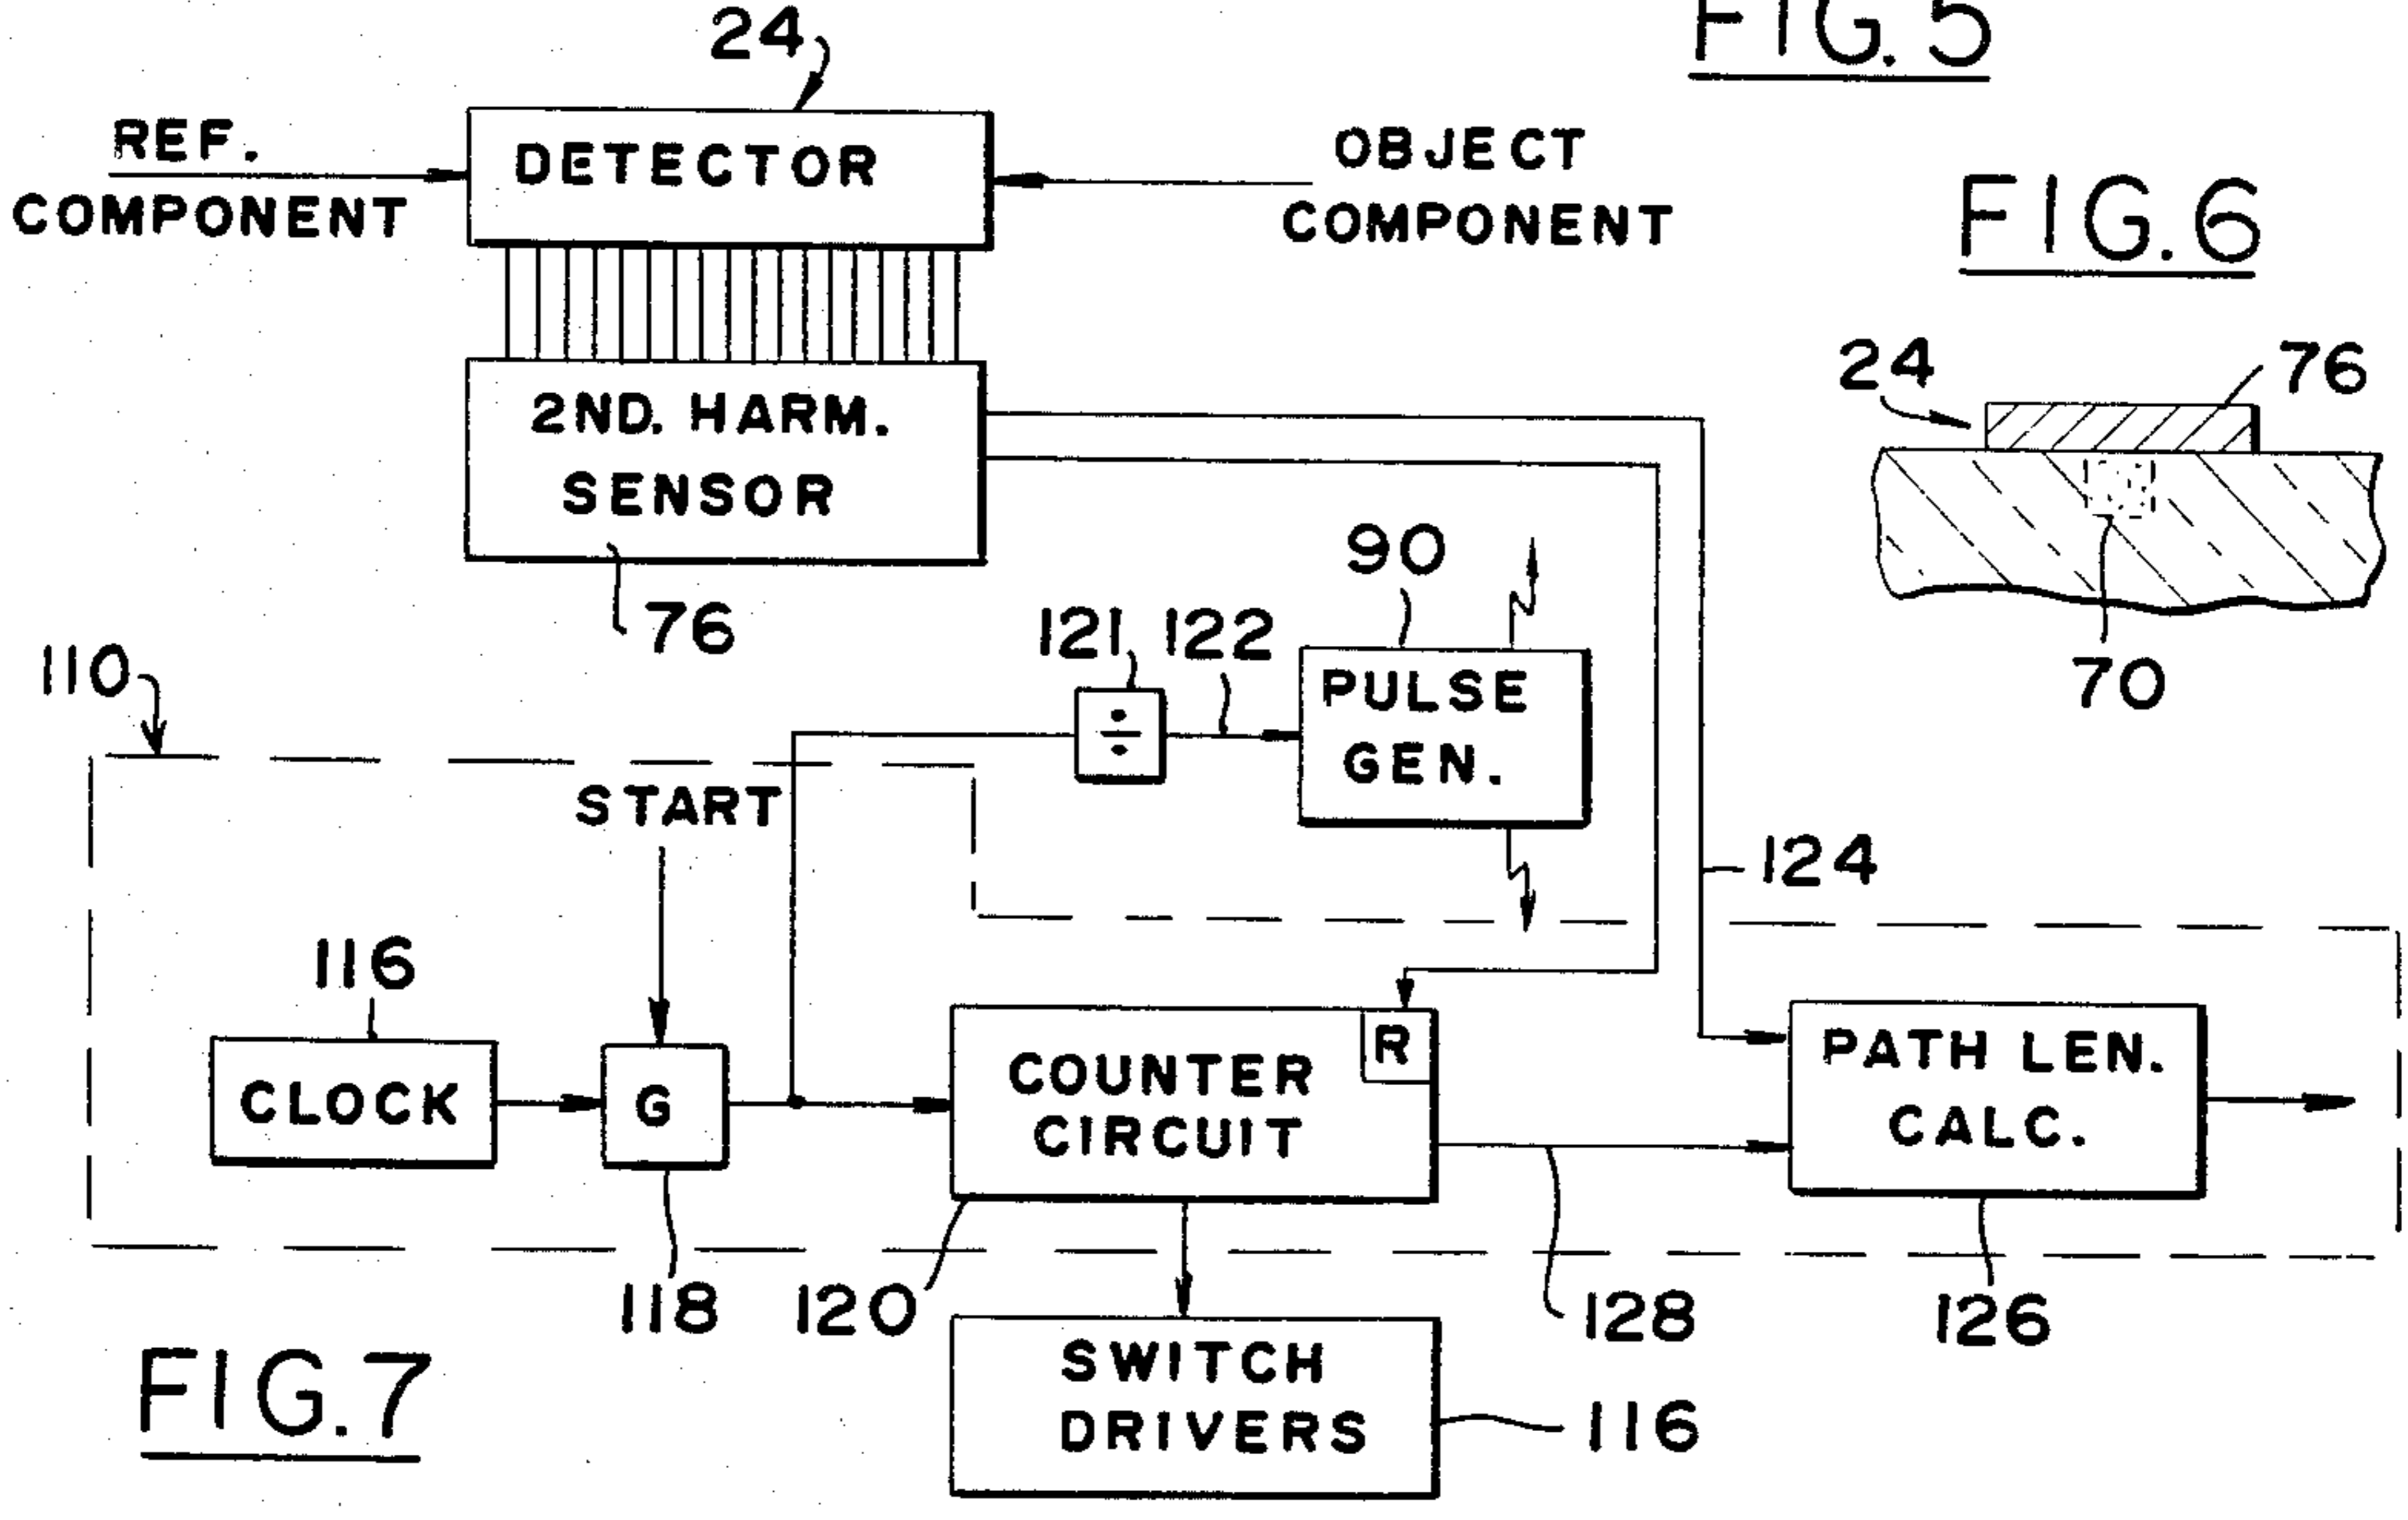 FIG. 5
24
REF.
COMPONENT
DETECTOR
OBJECT
COMPONENT
FIG. 6
24
76
70
2ND. HARM.
SENSOR
76
90
121
122
PULSE
GEN.
÷
110
START
124
116
CLOCK
G
COUNTER
CIRCUIT
R
PATH LEN.
CALC.
118
120
128
126
SWITCH
DRIVERS
116
FIG. 7